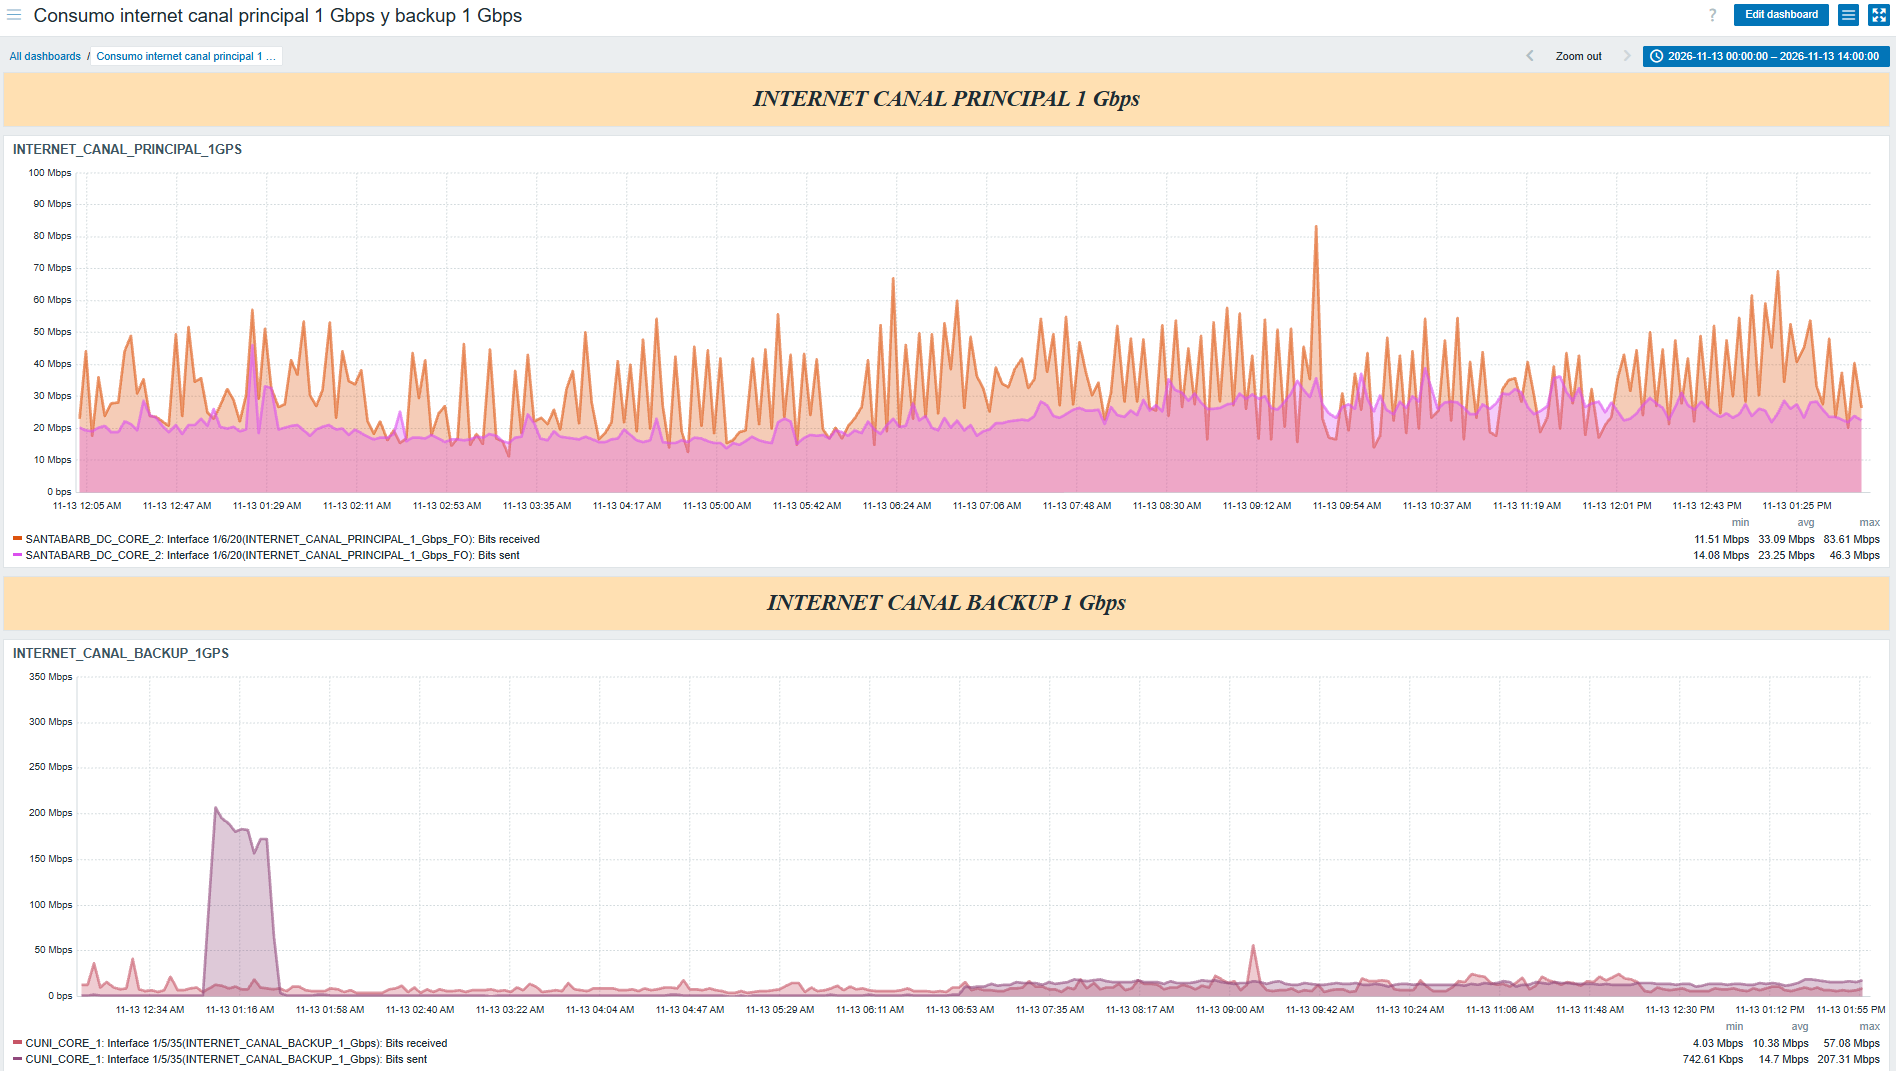 Consumo internet canal principal 1 Gbps y backup 1 Gbps
?
Edit dashboard
All dashboards / Consumo internet canal principal 1 ...
Zoom out
2026-11-13 00:00:00 – 2026-11-13 14:00:00
INTERNET CANAL PRINCIPAL 1 Gbps
INTERNET_CANAL_PRINCIPAL_1GPS
100 Mbps
90 Mbps
80 Mbps
70 Mbps
60 Mbps
50 Mbps
40 Mbps
30 Mbps
20 Mbps
10 Mbps
0 bps
11-13 12:05 AM 11-13 12:47 AM 11-13 01:29 AM 11-13 02:11 AM 11-13 02:53 AM 11-13 03:35 AM 11-13 04:17 AM 11-13 05:00 AM 11-13 05:42 AM 11-13 06:24 AM 11-13 07:06 AM 11-13 07:48 AM 11-13 08:30 AM 11-13 09:12 AM 11-13 09:54 AM 11-13 10:37 AM 11-13 11:19 AM 11-13 12:01 PM 11-13 12:43 PM 11-13 01:25 PM
min avg max
SANTABARB_DC_CORE_2: Interface 1/6/20(INTERNET_CANAL_PRINCIPAL_1_Gbps_FO): Bits received 11.51 Mbps 33.09 Mbps 83.61 Mbps
SANTABARB_DC_CORE_2: Interface 1/6/20(INTERNET_CANAL_PRINCIPAL_1_Gbps_FO): Bits sent 14.08 Mbps 23.25 Mbps 46.3 Mbps
INTERNET CANAL BACKUP 1 Gbps
INTERNET_CANAL_BACKUP_1GPS
350 Mbps
300 Mbps
250 Mbps
200 Mbps
150 Mbps
100 Mbps
50 Mbps
0 bps
11-13 12:34 AM 11-13 01:16 AM 11-13 01:58 AM 11-13 02:40 AM 11-13 03:22 AM 11-13 04:04 AM 11-13 04:47 AM 11-13 05:29 AM 11-13 06:11 AM 11-13 06:53 AM 11-13 07:35 AM 11-13 08:17 AM 11-13 09:00 AM 11-13 09:42 AM 11-13 10:24 AM 11-13 11:06 AM 11-13 11:48 AM 11-13 12:30 PM 11-13 01:12 PM 11-13 01:55 PM
min avg max
CUNI_CORE_1: Interface 1/5/35(INTERNET_CANAL_BACKUP_1_Gbps): Bits received 4.03 Mbps 10.38 Mbps 57.08 Mbps
CUNI_CORE_1: Interface 1/5/35(INTERNET_CANAL_BACKUP_1_Gbps): Bits sent 742.61 Kbps 14.7 Mbps 207.31 Mbps